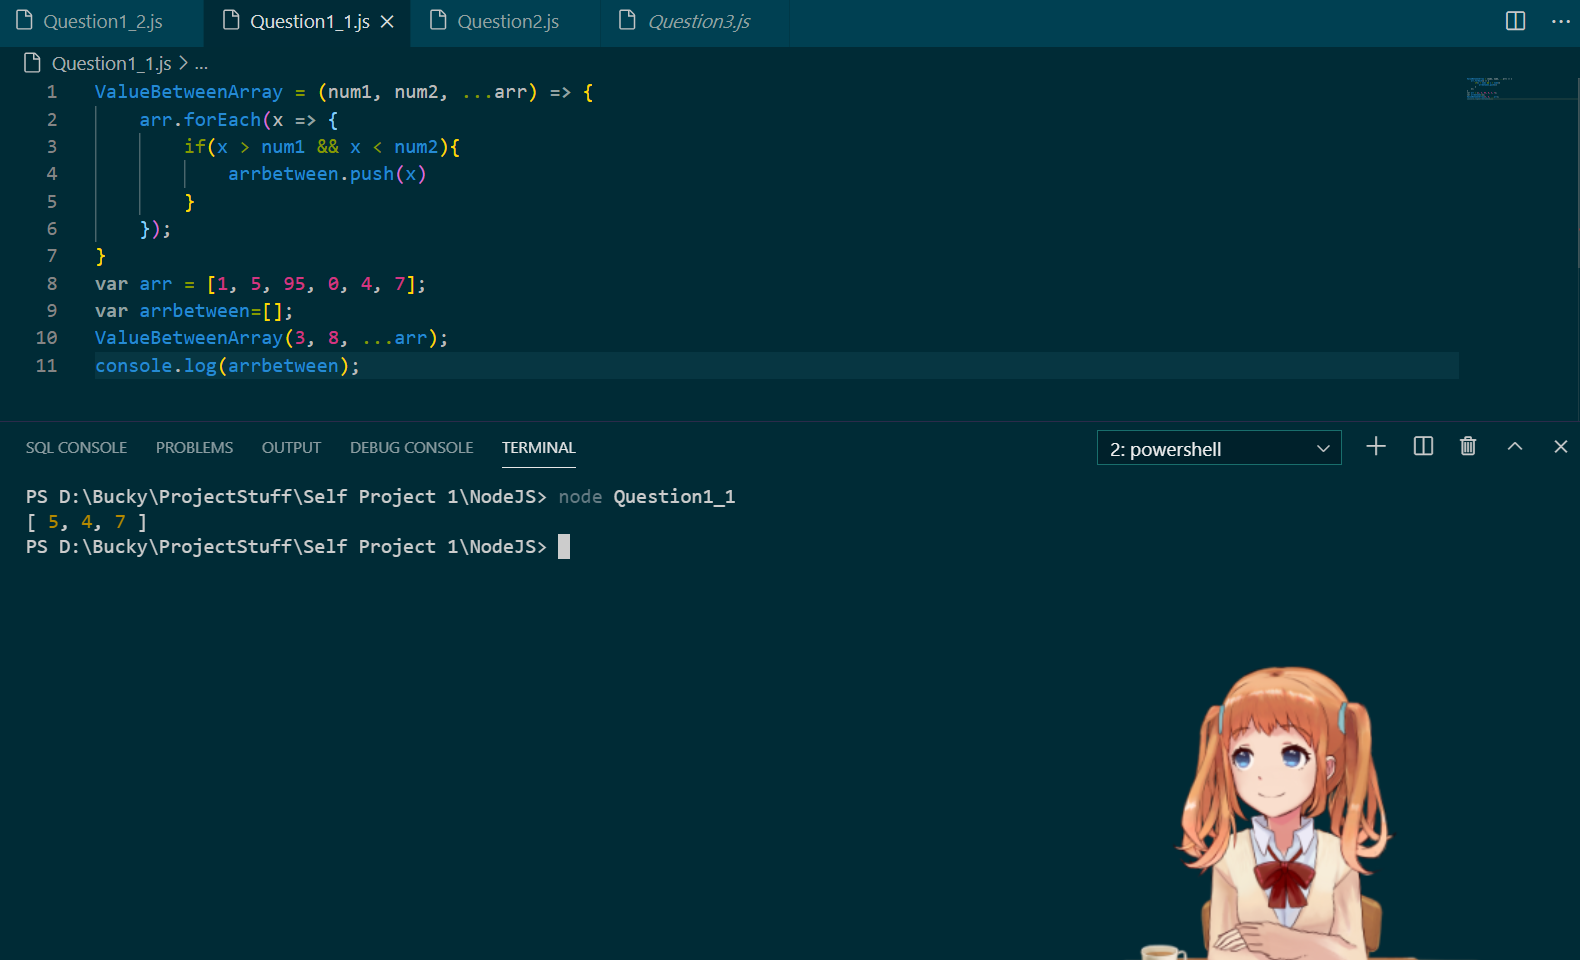 Question1_2.js Question1_1.js Question2.js Question3.js
Question1_1.js > ...
1 ValueBetweenArray = (num1, num2, ...arr) => {
2     arr.forEach(x => {
3         if(x > num1 && x < num2){
4             arrbetween.push(x)
5         }
6     });
7 }
8 var arr = [1, 5, 95, 0, 4, 7];
9 var arrbetween=[];
10 ValueBetweenArray(3, 8, ...arr);
11 console.log(arrbetween);
SQL CONSOLE PROBLEMS OUTPUT DEBUG CONSOLE TERMINAL 2: powershell
PS D:\Bucky\ProjectStuff\Self Project 1\NodeJS> node Question1_1
[ 5, 4, 7 ]
PS D:\Bucky\ProjectStuff\Self Project 1\NodeJS>